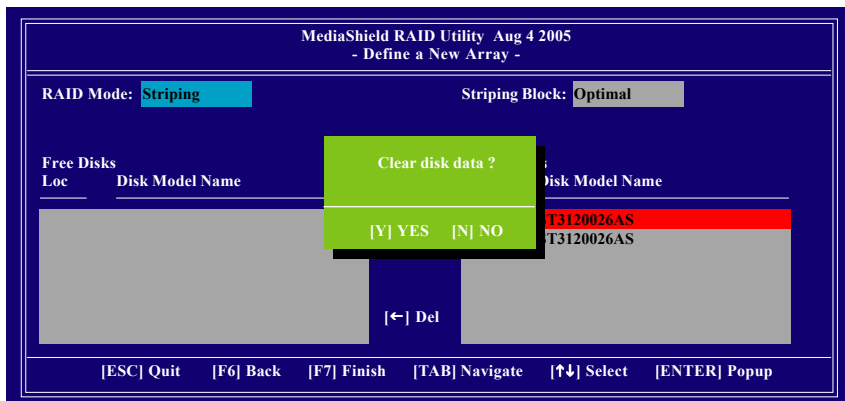 MediaShield RAID Utility Aug 4 2005
- Define a New Array -
RAID Mode: Striping
Striping Block: Optimal
Free Disks
Loc Disk Model Name
Clear disk data ?
[Y] YES [N] NO
s
Disk Model Name
ST3120026AS
ST3120026AS
[←] Del
[ESC] Quit [F6] Back [F7] Finish [TAB] Navigate [↑↓] Select [ENTER] Popup